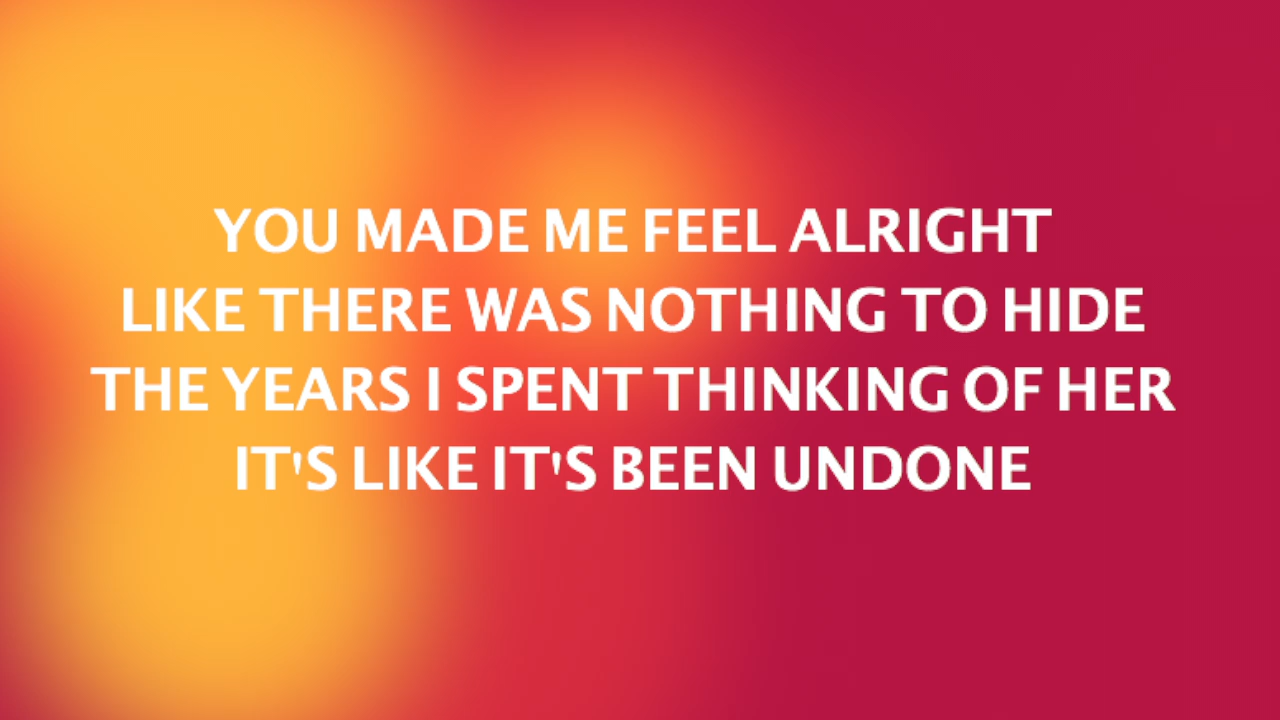 YOU MADE ME FEEL ALRIGHT
LIKE THERE WAS NOTHING TO HIDE
THE YEARS I SPENT THINKING OF HER
IT'S LIKE IT'S BEEN UNDONE